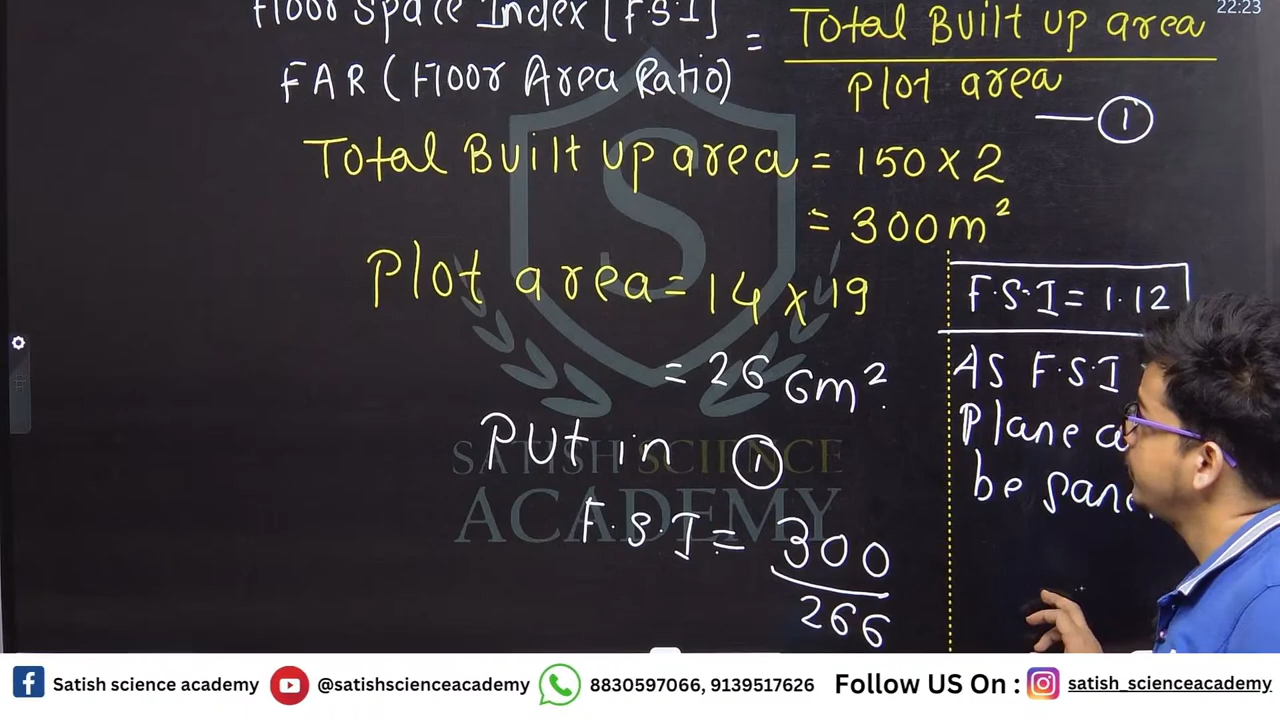 22:23
Floor Space Index [F.S.I]
FAR (Floor Area Ratio)
= Total Built up area
Plot area
1
Total Built up area = 150 x 2
= 300m²
Plot area = 14 x 19
= 266m².
Put in 1
F.S.I = 300
266
F.S.I = 1.12
AS F.S.I
Plane
be
S
SATISH SCIENCE
ACADEMY
Satish science academy
@satishscienceacademy
8830597066, 9139517626
Follow US On :
satish_scienceacademy